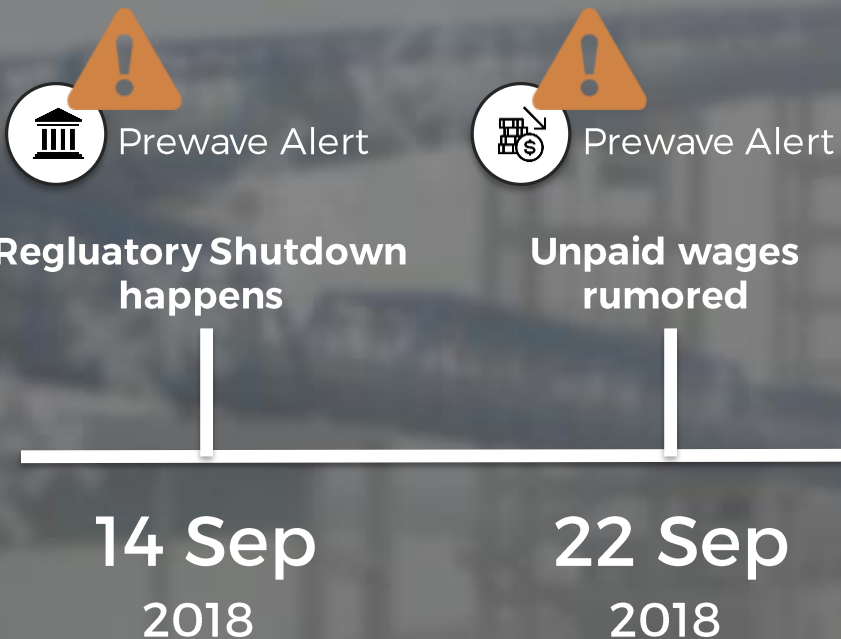 Prewave Alert
Prewave Alert
Regluatory Shutdown
happens
Unpaid wages
rumored
14 Sep
2018
22 Sep
2018